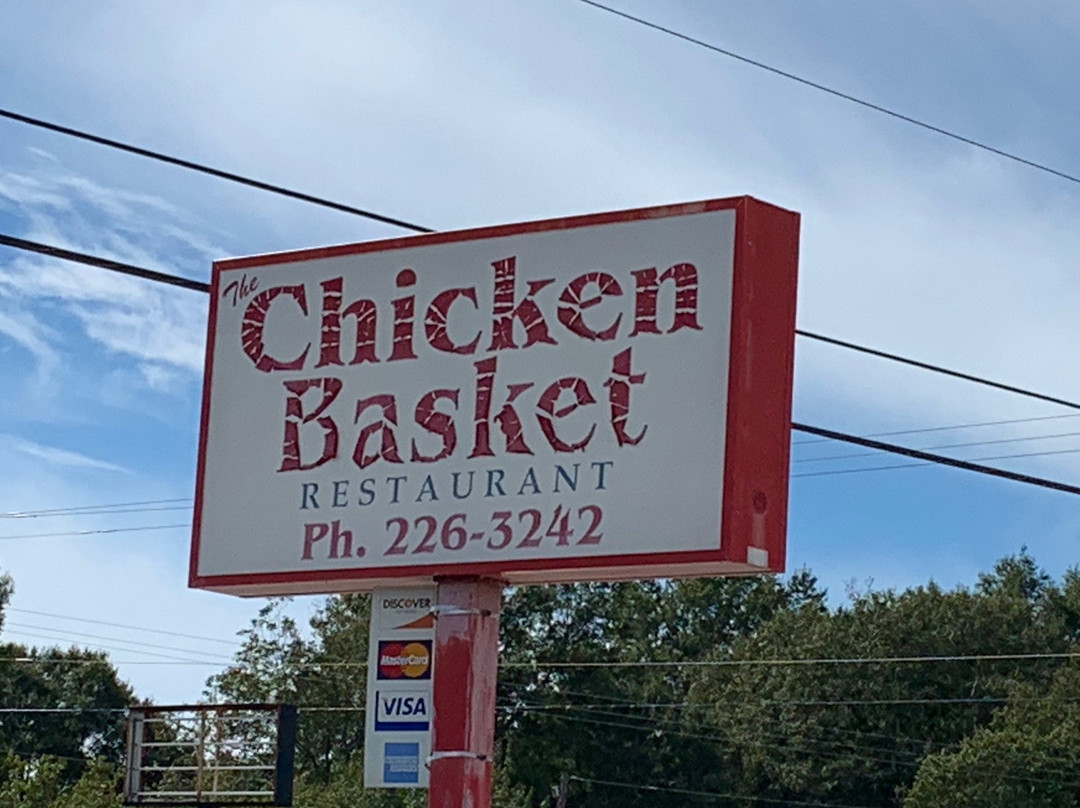 The
Chicken
Basket
RESTAURANT
Ph. 226-3242
DISCOVER
MasterCard
VISA